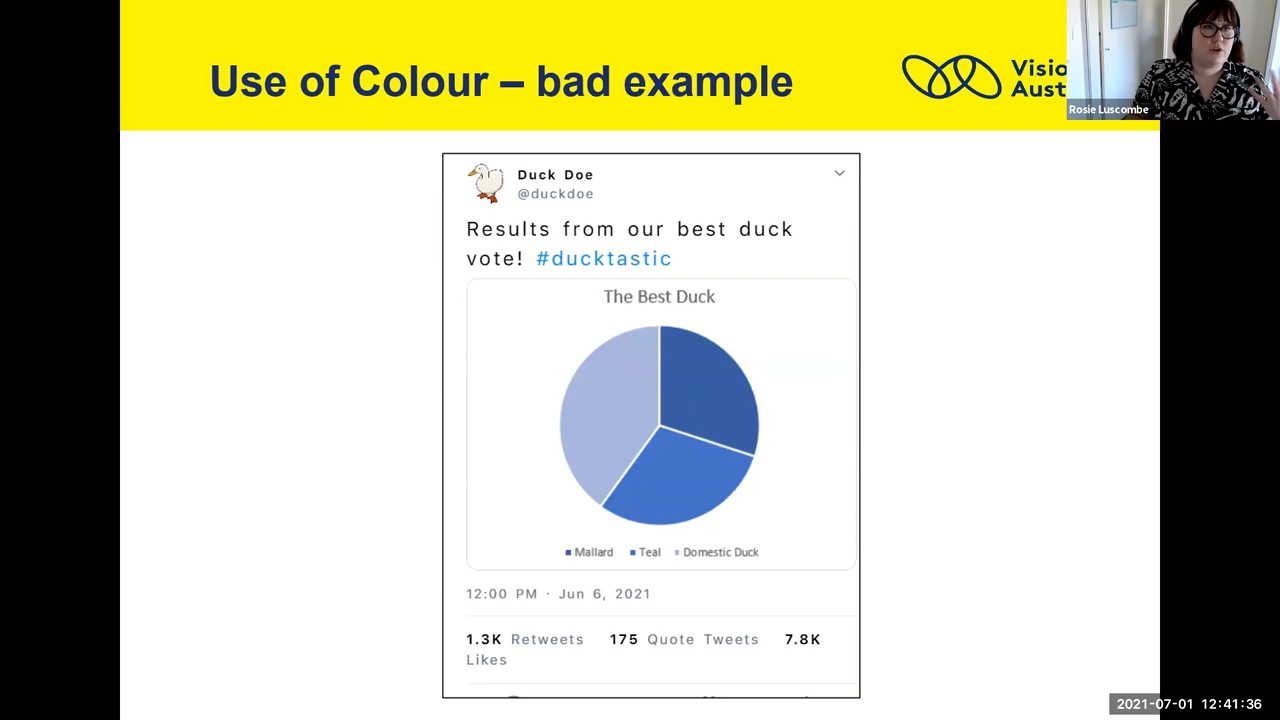 Use of Colour – bad example
Rosie Luscombe
Duck Doe
@duckdoe
Results from our best duck
vote! #ducktastic
The Best Duck
Mallard Teal Domestic Duck
12:00 PM · Jun 6, 2021
1.3K Retweets 175 Quote Tweets 7.8K
Likes
2021-07-01 12:41:36